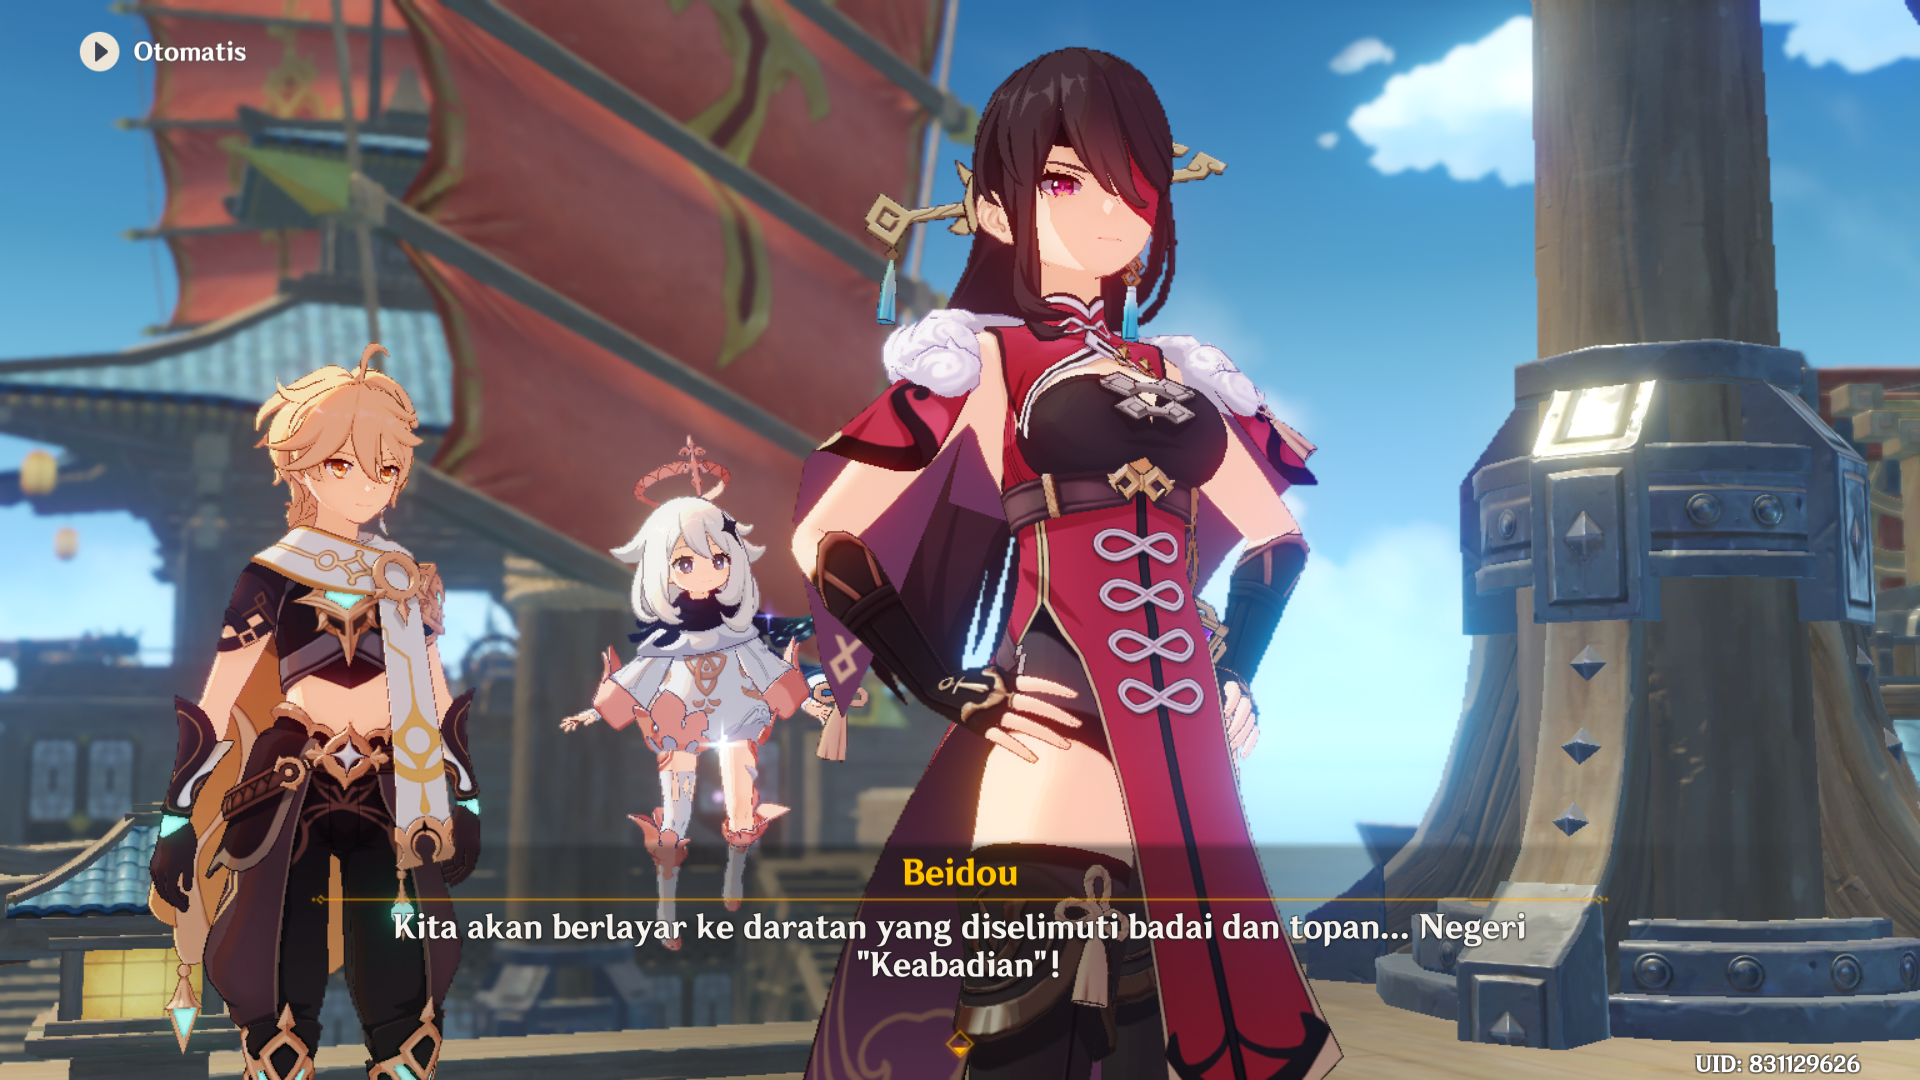 Otomatis
Beidou
Kita akan berlayar ke daratan yang diselimuti badai dan topan... Negeri
"Keabadian"!
UID: 831129626